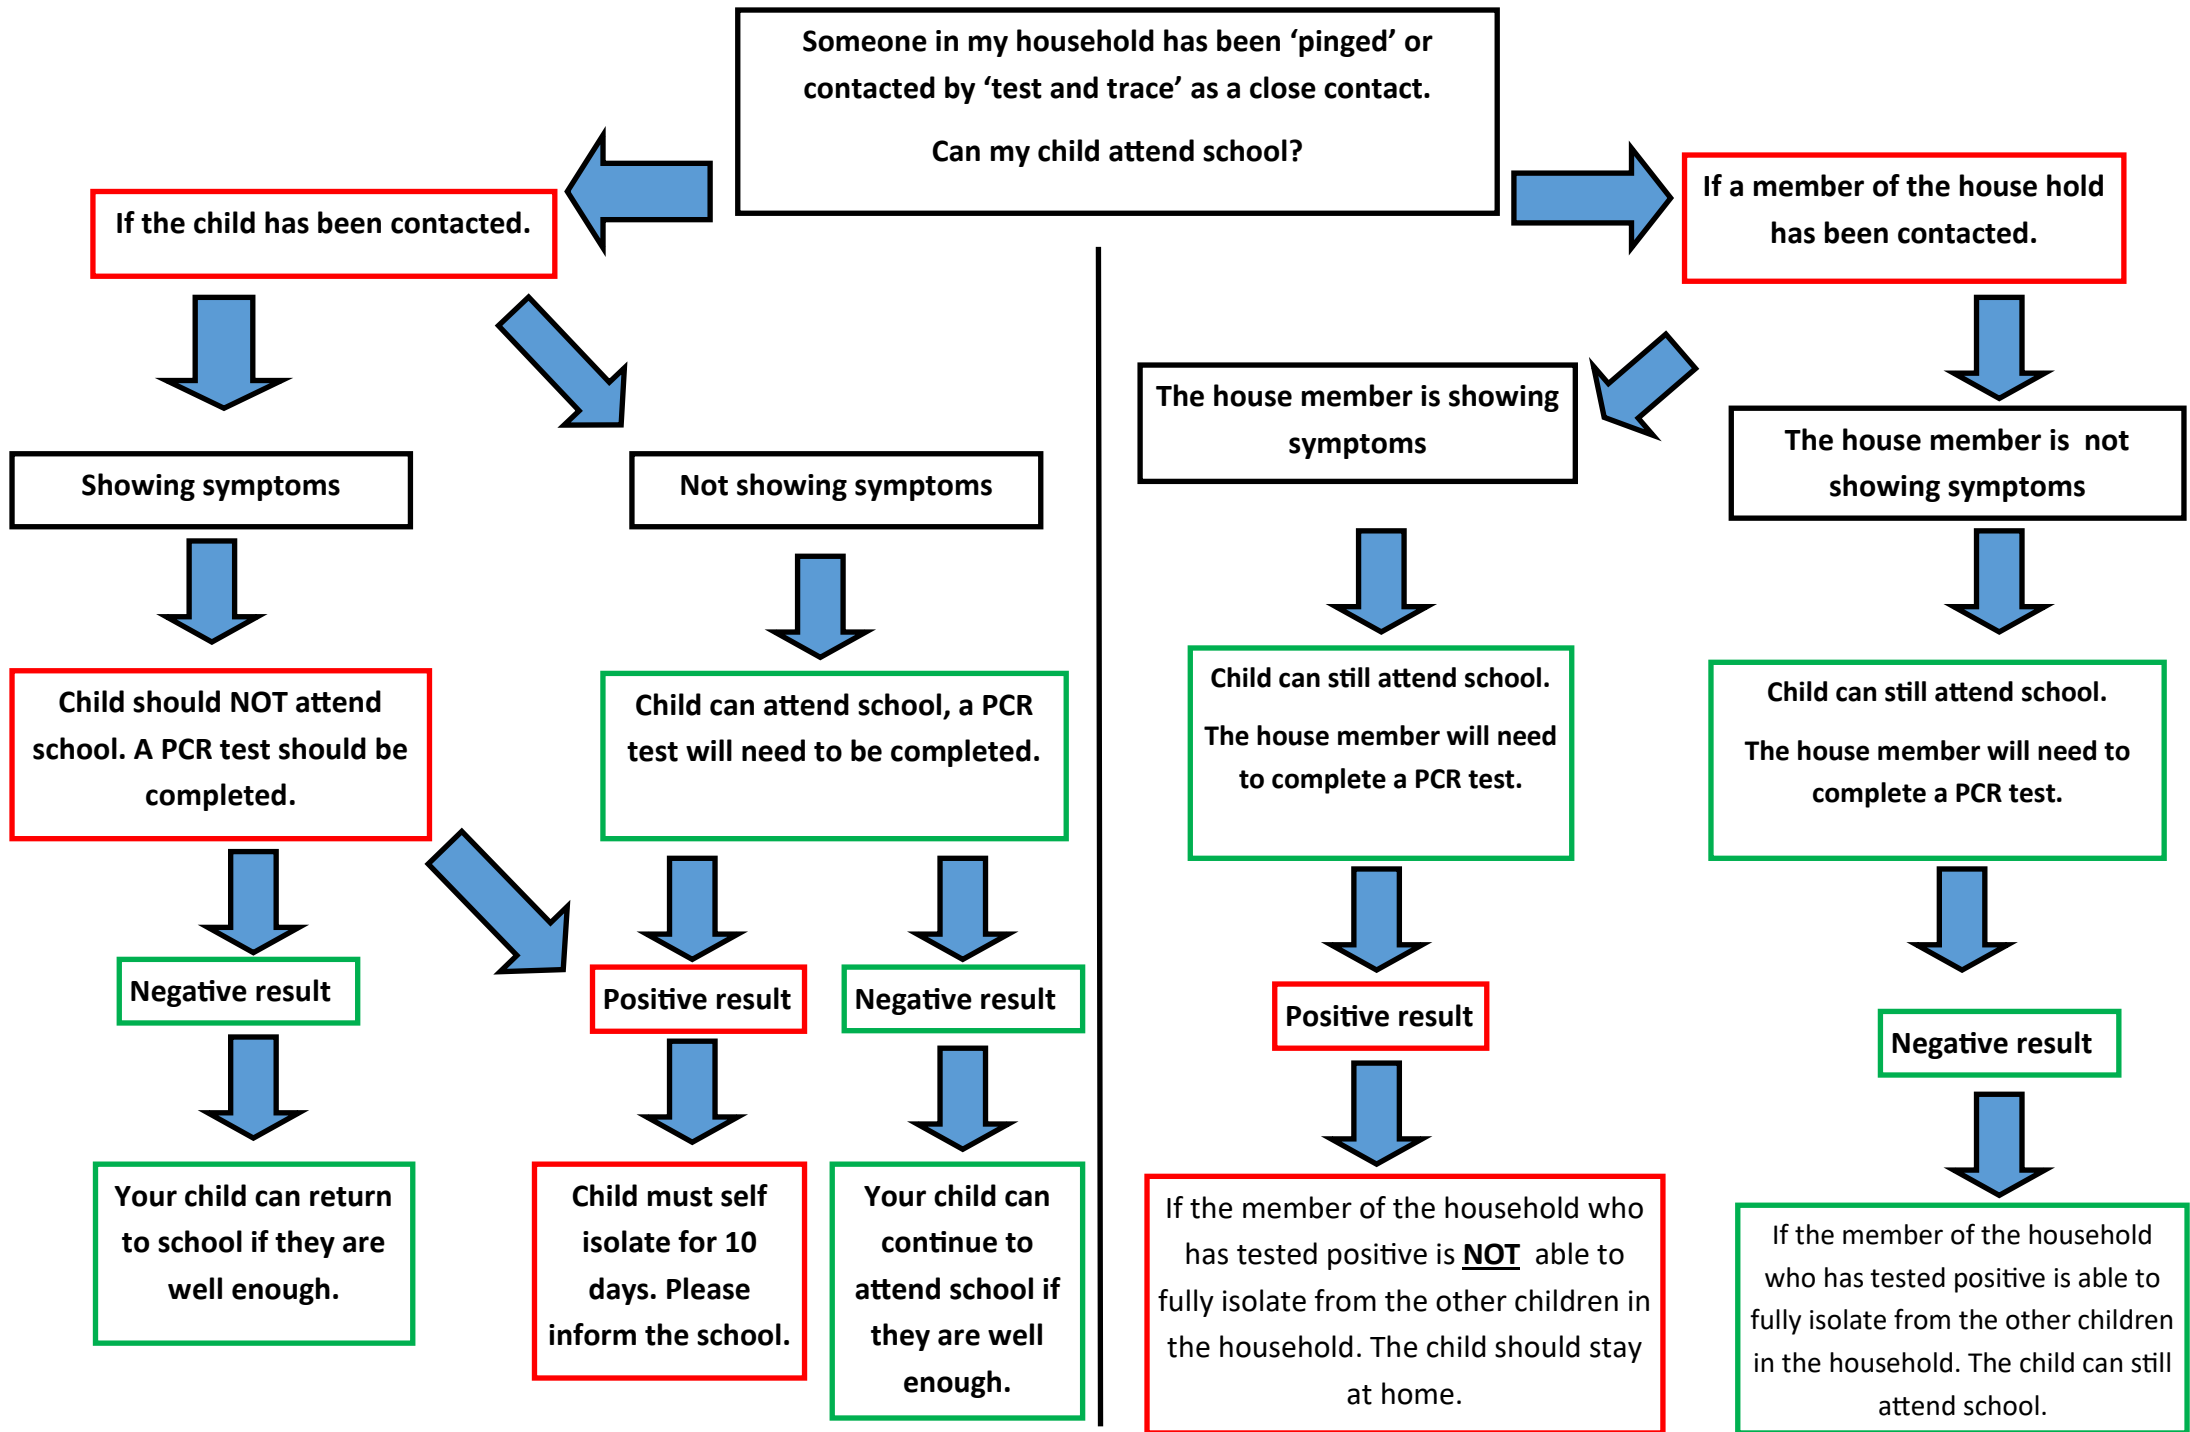 Someone in my household has been ‘pinged’ or
contacted by ‘test and trace’ as a close contact.
Can my child attend school?
If the child has been contacted.
If a member of the house hold
has been contacted.
Showing symptoms
Not showing symptoms
The house member is showing
symptoms
The house member is  not
showing symptoms
Child should NOT attend
school. A PCR test should be
completed.
Child can attend school, a PCR
test will need to be completed.
Child can still attend school.
The house member will need
to complete a PCR test.
Child can still attend school.
The house member will need to
complete a PCR test.
Negative result
Positive result
Negative result
Positive result
Negative result
Your child can return
to school if they are
well enough.
Child must self
isolate for 10
days. Please
inform the school.
Your child can
continue to
attend school if
they are well
enough.
If the member of the household who
has tested positive is NOT  able to
fully isolate from the other children in
the household. The child should stay
at home.
If the member of the household
who has tested positive is able to
fully isolate from the other children
in the household. The child can still
attend school.